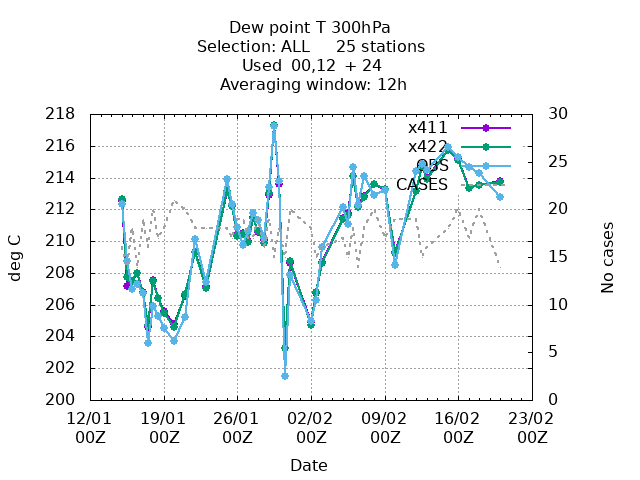 Dew point T 300hPa
Selection: ALL 25 stations
Used 00,12 + 24
Averaging window: 12h
218
216
214
212
210
208
206
204
202
200
30
25
20
15
10
5
0
x411
x422
OBS
CASES
deg C
No cases
12/01 19/01 26/01 02/02 09/02 16/02 23/02
00Z 00Z 00Z 00Z 00Z 00Z 00Z
Date